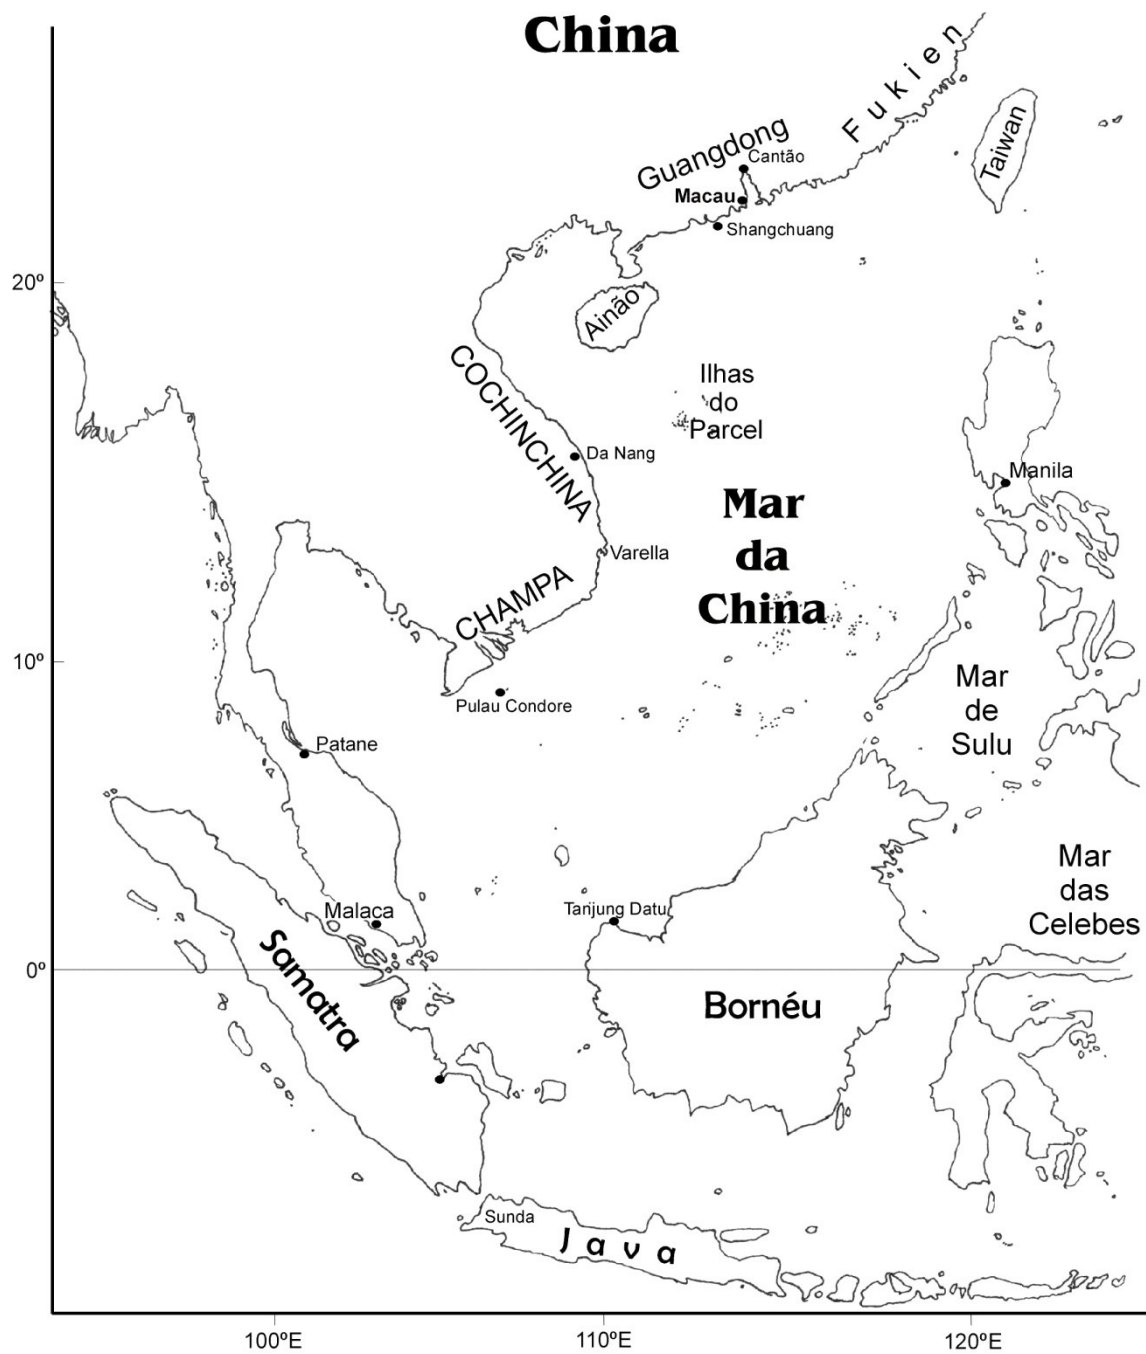 China
Fukien
Taiwan
Guangdong
Cantão
Macau
Shangchuang
20º
Ainão
COCHINCHINA
Ilhas
do
Parcel
Da Nang
Manila
Mar
da
China
Varella
CHAMPA
10º
Pulau Condore
Mar
de
Sulu
Patane
Mar
das
Celebes
Malaca
Tanjung Datu
Samatra
0º
Bornéu
Sunda
Java
100ºE
110ºE
120ºE